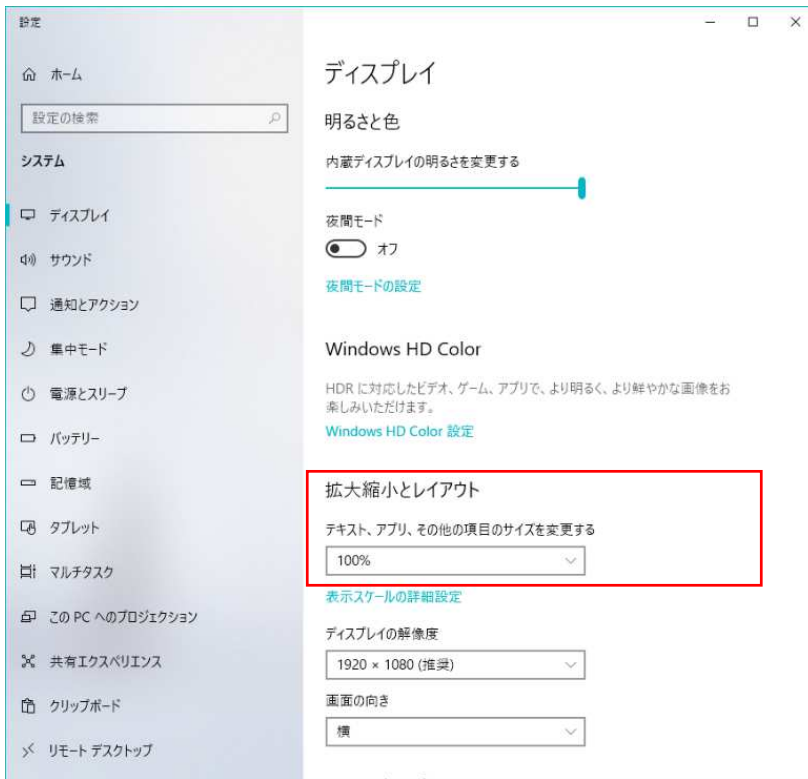 設定
ホーム
設定の検索
システム
ディスプレイ
サウンド
通知とアクション
集中モード
電源とスリープ
バッテリー
記憶域
タブレット
マルチタスク
この PC へのプロジェクション
共有エクスペリエンス
クリップボード
リモート デスクトップ
ディスプレイ
明るさと色
内蔵ディスプレイの明るさを変更する
夜間モード
オフ
夜間モードの設定
Windows HD Color
HDR に対応したビデオ、ゲーム、アプリで、より明るく、より鮮やかな画像をお
楽しみいただけます。
Windows HD Color 設定
拡大縮小とレイアウト
テキスト、アプリ、その他の項目のサイズを変更する
100%
表示スケールの詳細設定
ディスプレイの解像度
1920 × 1080 (推奨)
画面の向き
横